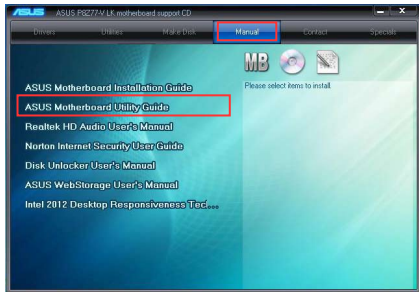 ASUS ASUS P8Z77-V LK motherboard support CD
Drivers Utilities Make Disk Manual Contact Specials
MB
Please select items to install.
ASUS Motherboard Installation Guide
ASUS Motherboard Utility Guide
Realtek HD Audio User's Manual
Norton Internet Security User Guide
Disk Unlocker User's Manual
ASUS WebStorage User's Manual
Intel 2012 Desktop Responsiveness Tecl...